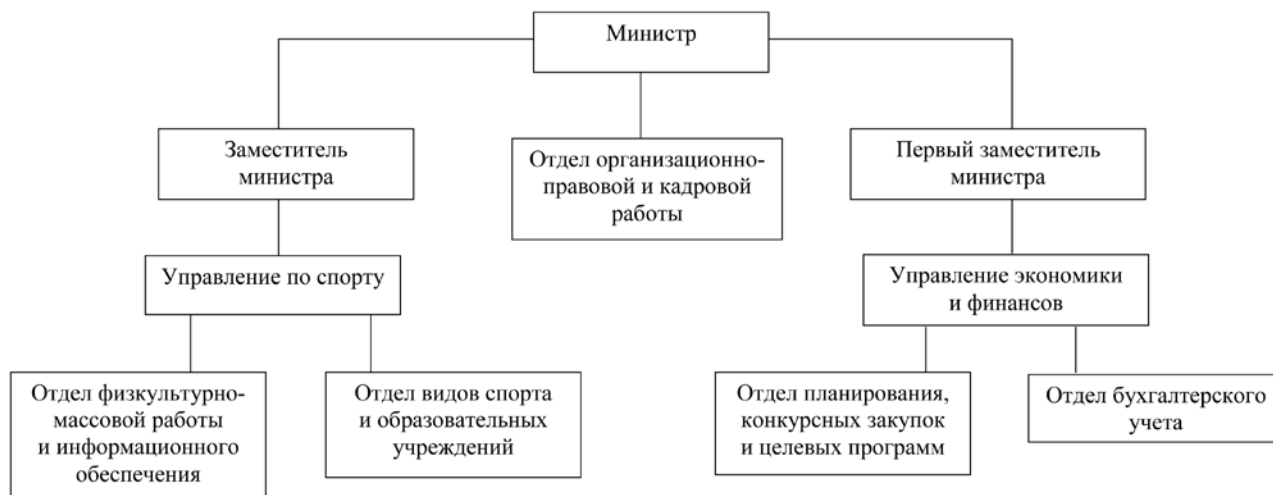 Министр
Заместитель
министра
Отдел организационно-
правовой и кадровой
работы
Первый заместитель
министра
Управление по спорту
Управление экономики
и финансов
Отдел физкультурно-
массовой работы
и информационного
обеспечения
Отдел видов спорта
и образовательных
учреждений
Отдел планирования,
конкурсных закупок
и целевых программ
Отдел бухгалтерского
учета